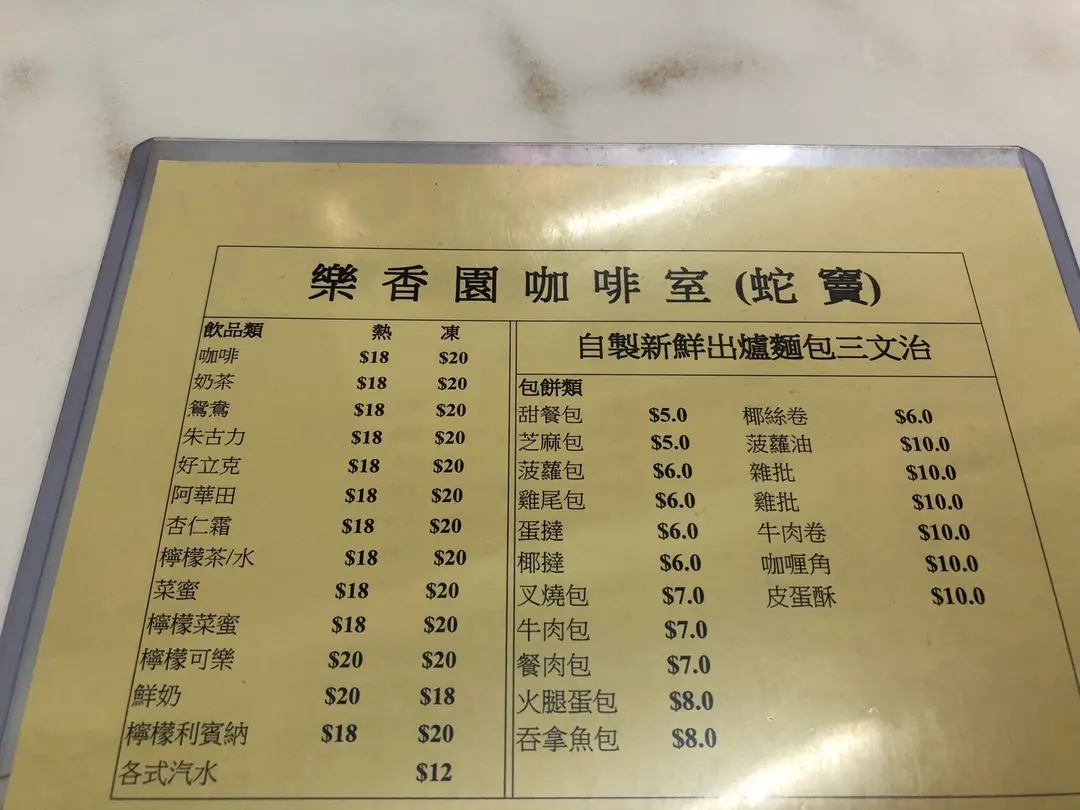 樂香園咖啡室(蛇竇)
飲品類 熱 凍
咖啡 $18 $20
奶茶 $18 $20
鴛鴦 $18 $20
朱古力 $18 $20
好立克 $18 $20
阿華田 $18 $20
杏仁霜 $18 $20
檸檬茶/水 $18 $20
菜蜜 $18 $20
檸檬菜蜜 $18 $20
檸檬可樂 $20 $20
鮮奶 $20 $18
檸檬利賓納 $18 $20
各式汽水 $12
自製新鮮出爐麵包三文治
包餅類
甜餐包 $5.0 椰絲卷 $6.0
芝麻包 $5.0 菠蘿油 $10.0
菠蘿包 $6.0 雜批 $10.0
雞尾包 $6.0 雞批 $10.0
蛋撻 $6.0 牛肉卷 $10.0
椰撻 $6.0 咖喱角 $10.0
叉燒包 $7.0 皮蛋酥 $10.0
牛肉包 $7.0
餐肉包 $7.0
火腿蛋包 $8.0
吞拿魚包 $8.0